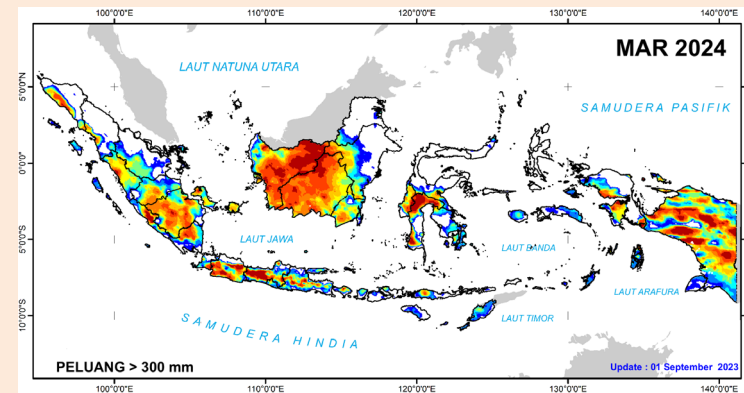 100°0'0"E 110°0'0"E 120°0'0"E 130°0'0"E 140°0'0"E
MAR 2024
LAUT NATUNA UTARA
5°0'0"N
SAMUDERA PASIFIK
0°0'0"
LAUT JAWA
LAUT BANDA
5°0'0"S
LAUT ARAFURA
SAMUDERA HINDIA
LAUT TIMOR
10°0'0"S
PELUANG > 300 mm
Update : 01 September 2023
100°0'0"E 110°0'0"E 120°0'0"E 130°0'0"E 140°0'0"E